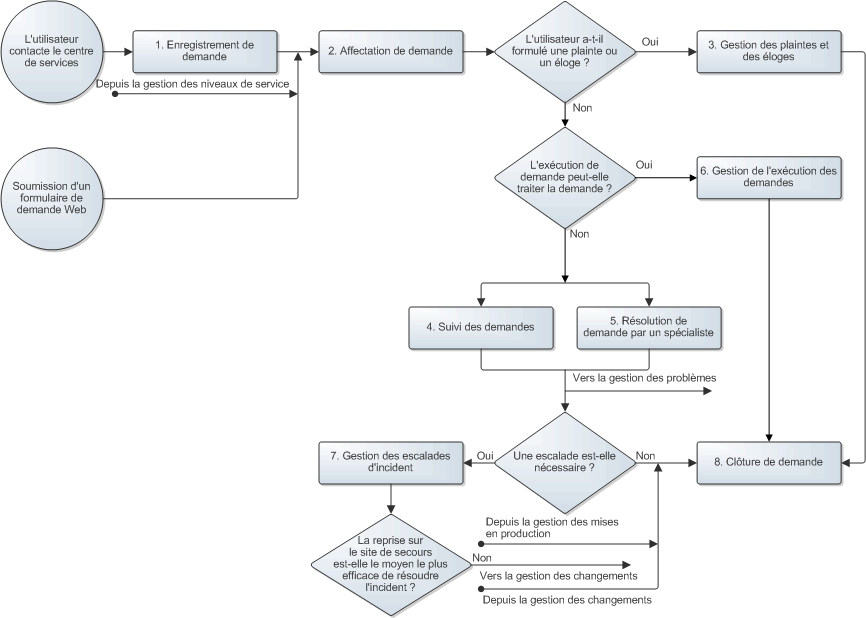 L'utilisateur
contacte le centre
de services
1. Enregistrement de
demande
2. Affectation de demande
L'utilisateur a-t-il
formulé une plainte ou
un éloge ?
Oui
3. Gestion des plaintes et
des éloges
Depuis la gestion des niveaux de service
Non
Soumission d'un
formulaire de
demande Web
L'exécution de
demande peut-elle
traiter la demande ?
Oui
6. Gestion de l'exécution des
demandes
Non
4. Suivi des demandes
5. Résolution de
demande par un spécialiste
Vers la gestion des problèmes
7. Gestion des escalades
d'incident
Oui
Une escalade est-elle
nécessaire ?
Non
8. Clôture de demande
Depuis la gestion des mises
en production
La reprise sur
le site de secours
est-elle le moyen le plus
efficace de résoudre
l'incident ?
Non
Vers la gestion des changements
Depuis la gestion des changements